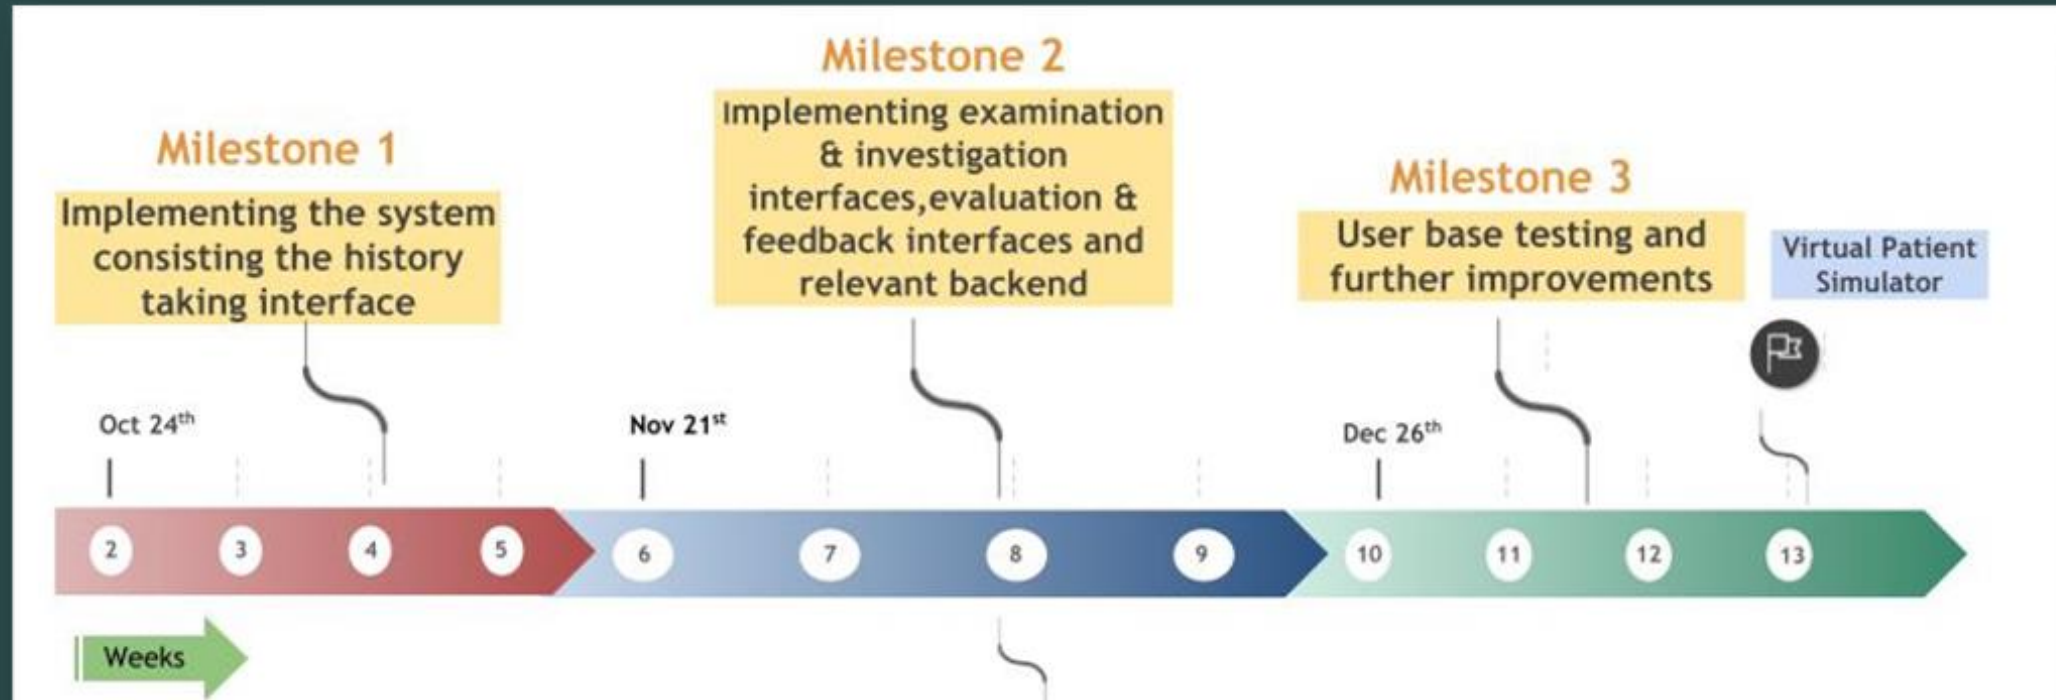 Milestone 1
Implementing the system
consisting the history
taking interface
Milestone 2
Implementing examination
& investigation
interfaces,evaluation &
feedback interfaces and
relevant backend
Milestone 3
User base testing and
further improvements
Virtual Patient
Simulator
Oct 24th
Nov 21st
Dec 26th
2 3 4 5 6 7 8 9 10 11 12 13
Weeks